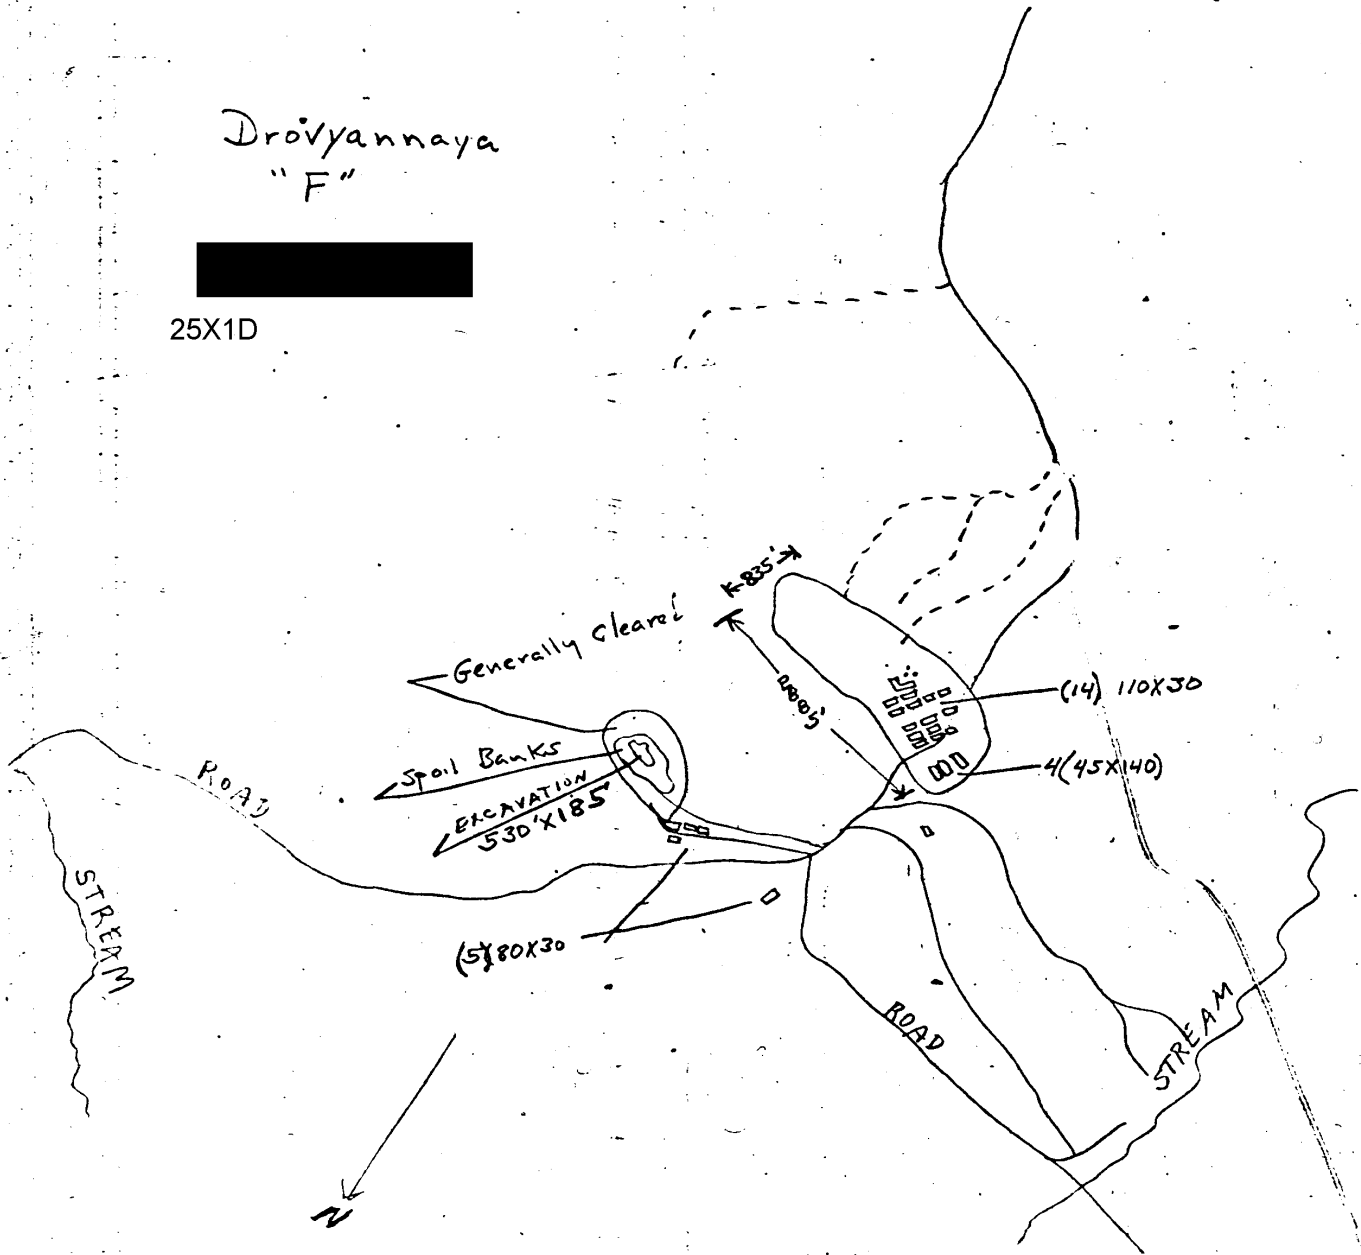 Drovyannaya
"F"
25X1D
835'
Generally Cleared
(14) 110X30
Spoil Banks
4(45X140)
ROAD
EXCAVATION
530'X185'
STREAM
(5)80X30
ROAD
STREAM
N